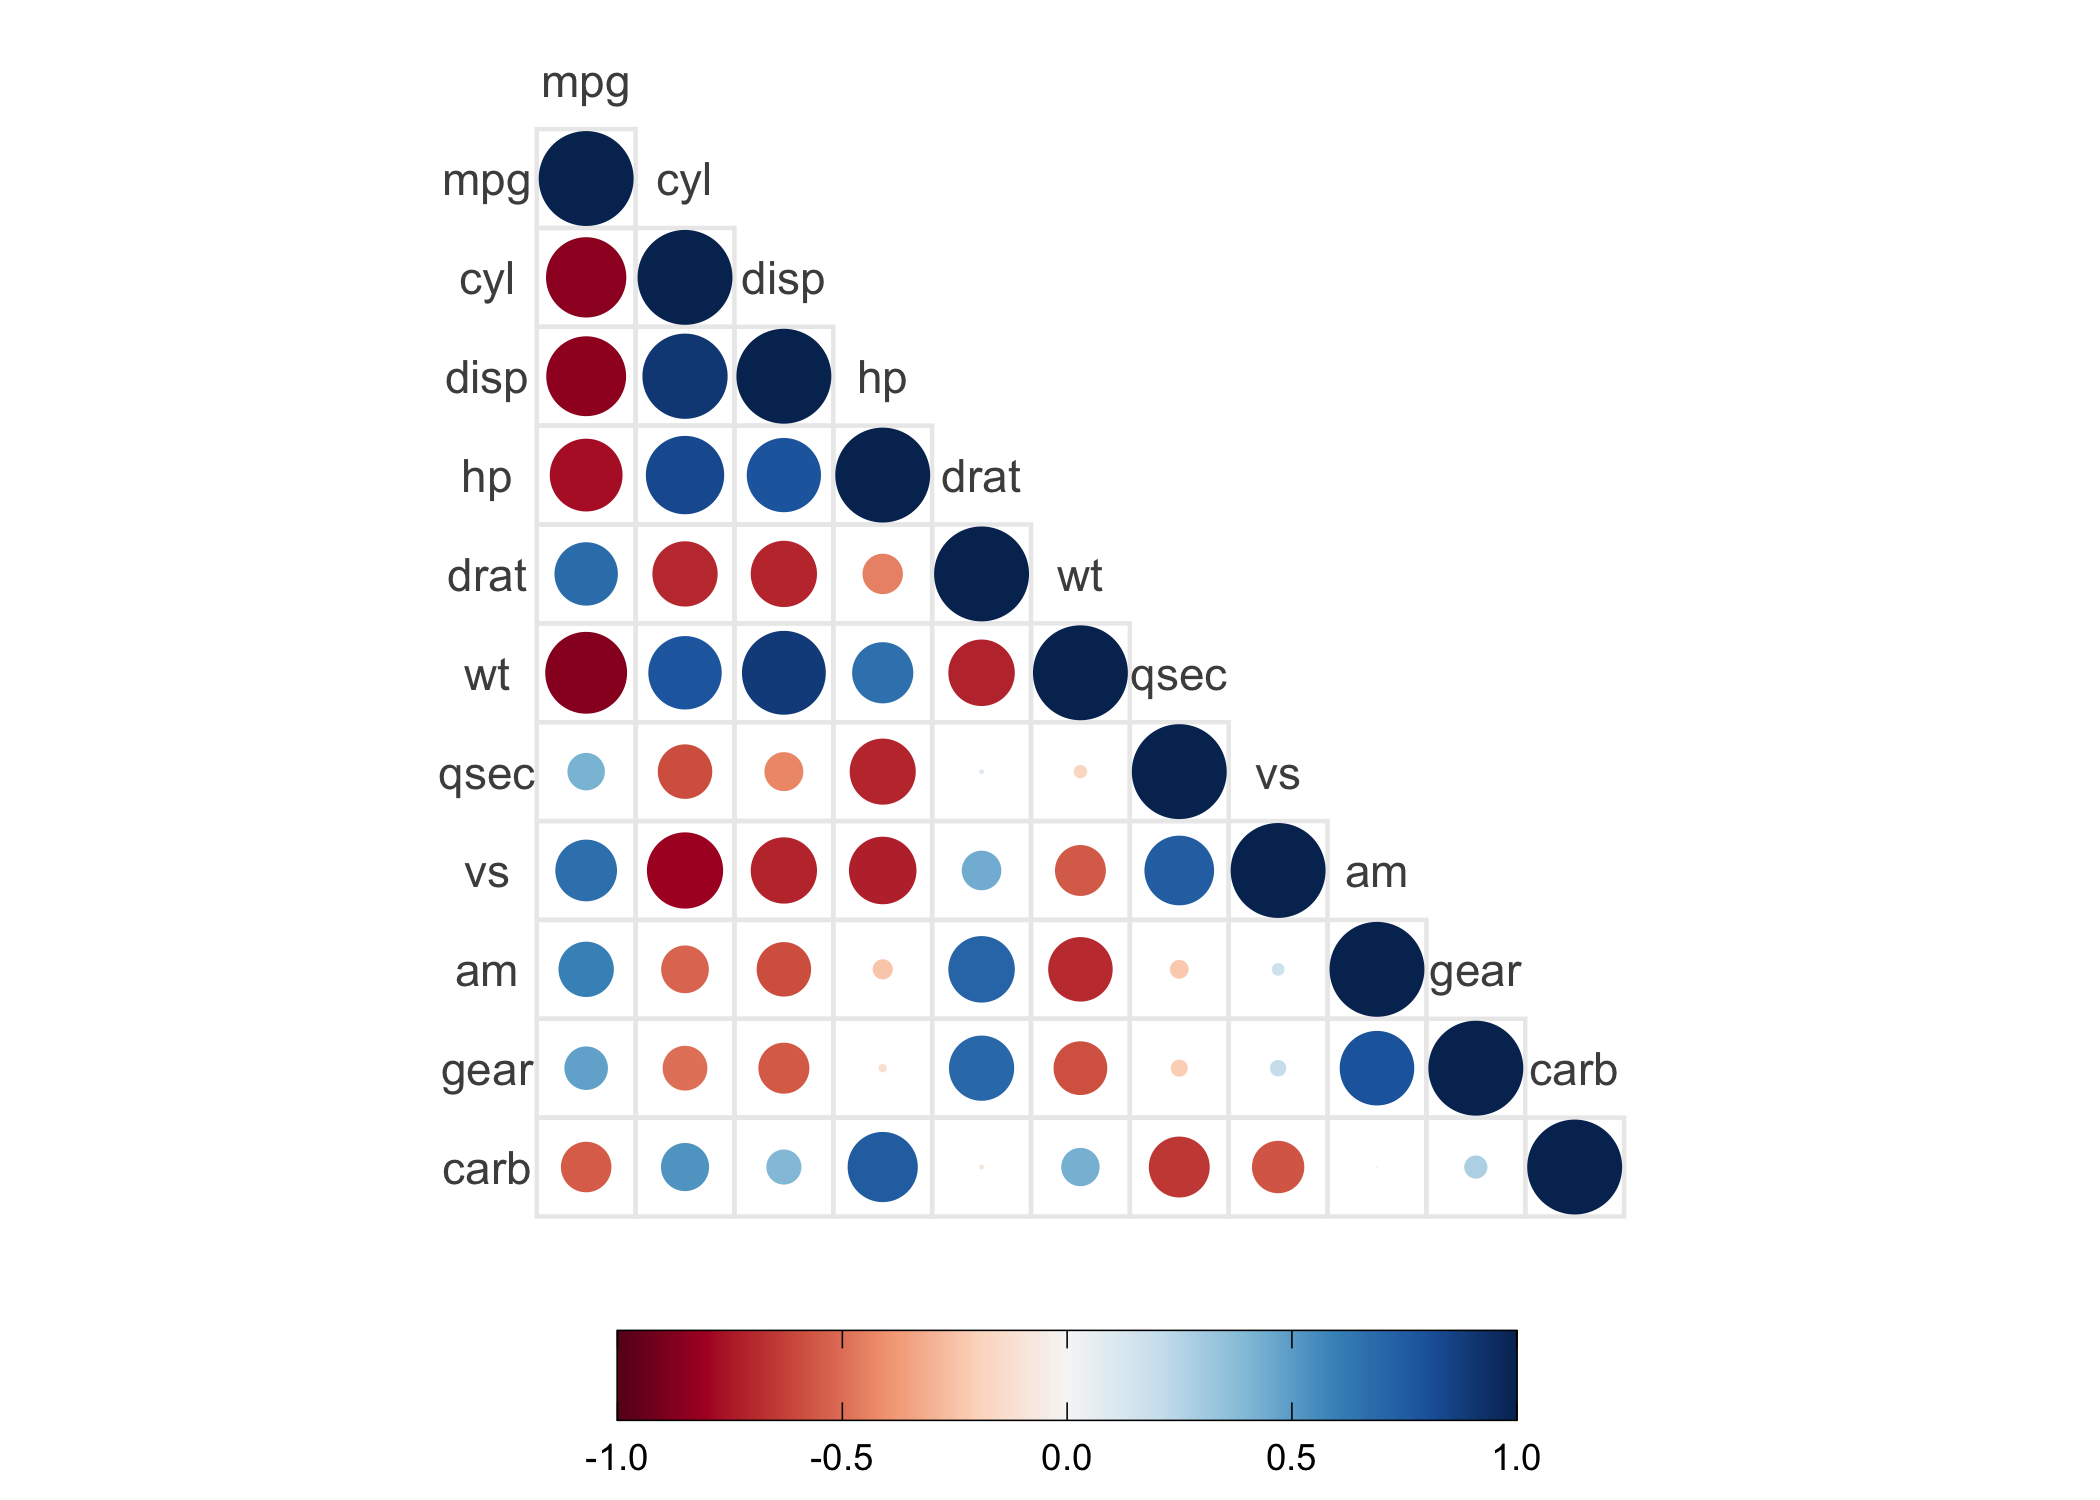 mpg
mpg cyl
cyl disp
disp hp
hp drat
drat wt
wt qsec
qsec vs
vs am
am gear
gear carb
carb
-1.0 -0.5 0.0 0.5 1.0